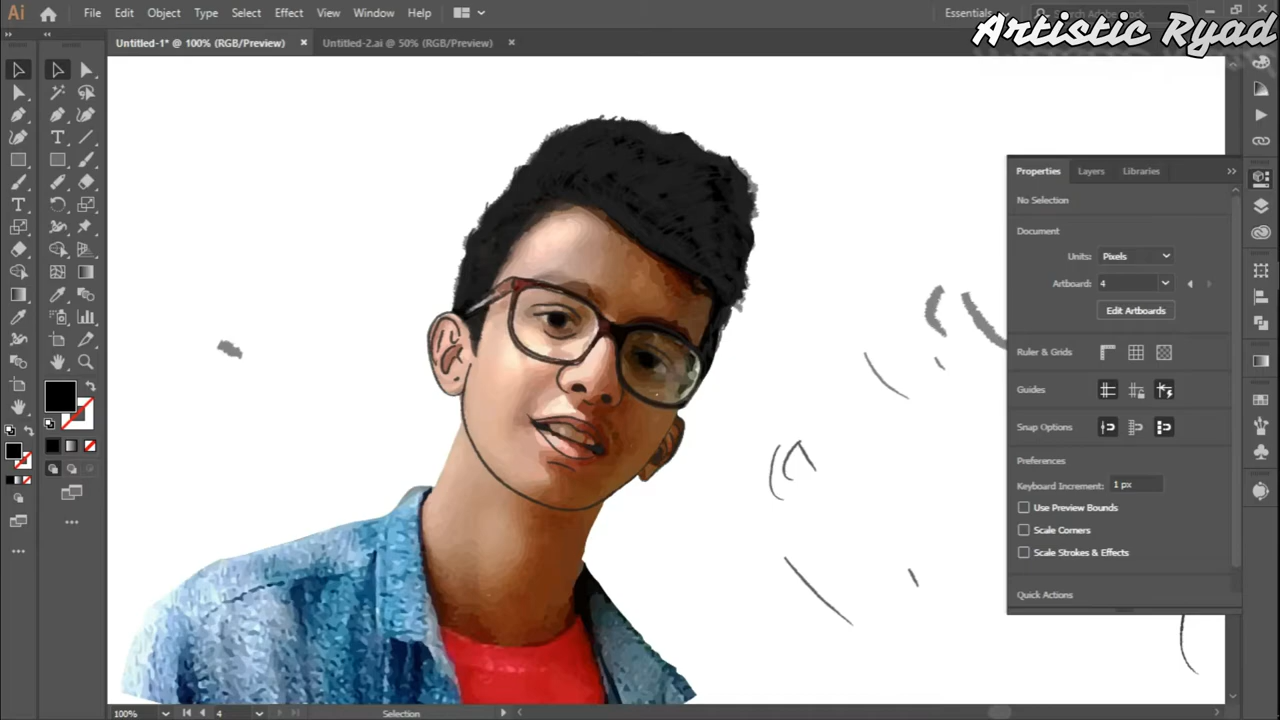 Ai File Edit Object Type Select Effect View Window Help Essentials
Artistic Ryad
Untitled-1* @ 100% (RGB/Preview) × Untitled-2.ai @ 50% (RGB/Preview) ×
Properties Layers Libraries
No Selection
Document
Units: Pixels
Artboard: 4
Edit Artboards
Ruler & Grids
Guides
Snap Options
Preferences
Keyboard Increment: 1 px
Use Preview Bounds
Scale Corners
Scale Strokes & Effects
Quick Actions
100% 4 Selection